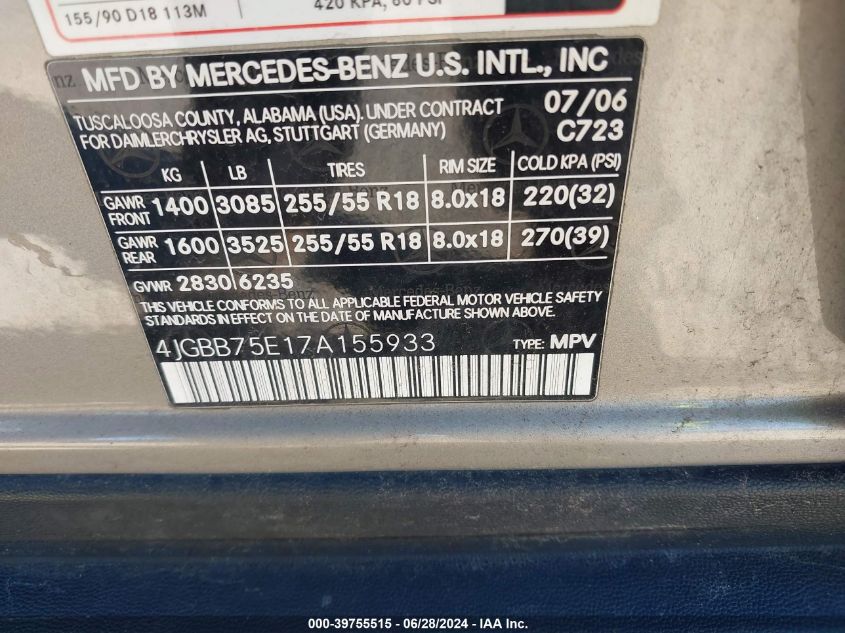 155/90 D18 113M
420 KPA, 60 PSI
MFD BY MERCEDES-BENZ U.S. INTL., INC
TUSCALOOSA COUNTY, ALABAMA (USA). UNDER CONTRACT 07/06
FOR DAIMLERCHRYSLER AG, STUTTGART (GERMANY) C723
KG LB TIRES RIM SIZE COLD KPA (PSI)
GAWR FRONT 1400 3085 255/55 R18 8.0x18 220(32)
GAWR REAR 1600 3525 255/55 R18 8.0x18 270(39)
GVWR 2830 6235
THIS VEHICLE CONFORMS TO ALL APPLICABLE FEDERAL MOTOR VEHICLE SAFETY
STANDARDS IN EFFECT ON THE DATE OF MANUFACTURE SHOWN ABOVE.
4JGBB75E17A155933 TYPE: MPV
000-39755515 - 06/28/2024 - IAA Inc.